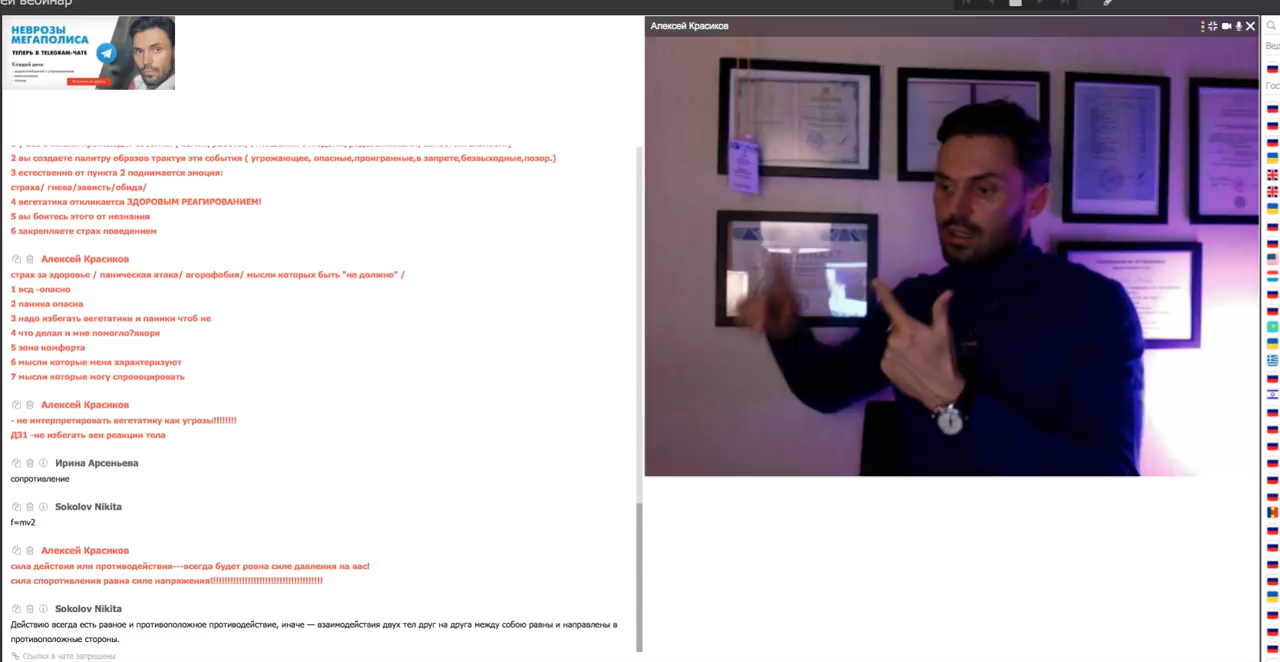 ей вебинар
НЕВРОЗЫ
МЕГАПОЛИСА
ТЕПЕРЬ В TELEGRAM-ЧАТЕ
Каждый день:
2 вы создаете палитру образов трактуя эти события ( угрожающее, опасные,проигранные,в запрете,безвыходные,позор.)
3 естественно от пункта 2 поднимается эмоция:
страха/ гнева/зависть/обида/
4 вегетатика откликается ЗДОРОВЫМ РЕАГИРОВАНИЕМ!
5 вы боитесь этого от незнания
6 закрепляете страх поведением
Алексей Красиков
страх за здоровье / паническая атака/ агорофобия/ мысли которых быть "не должно" /
1 всд -опасно
2 паника опасна
3 надо избегать вегетатики и паники чтоб не
4 что делал и мне помогло?якоря
5 зона комфорта
6 мысли которые меня характеризуют
7 мысли которые могу спровоцировать
Алексей Красиков
- не интерпретировать вегетатику как угрозы!!!!!!!!
ДЗ1 -не избегать вен реакции тела
Ирина Арсеньева
сопротивление
Sokolov Nikita
f=mv2
Алексей Красиков
сила действия или противодействия---всегда будет ровна силе давления на вас!
сила споротивления равна силе напряжения!!!!!!!!!!!!!!!!!!!!!!!!!!!!!!!!!!!!!!!
Sokolov Nikita
Действию всегда есть равное и противоположное противодействие, иначе — взаимодействия двух тел друг на друга между собою равны и направлены в
противоположные стороны.
Ссылки в чате запрещены
Алексей Красиков
Вед
Гос